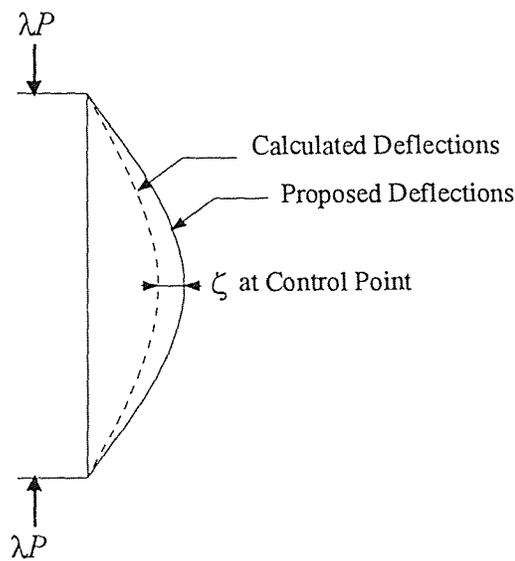 λP
Calculated Deflections
Proposed Deflections
ζ at Control Point
λP